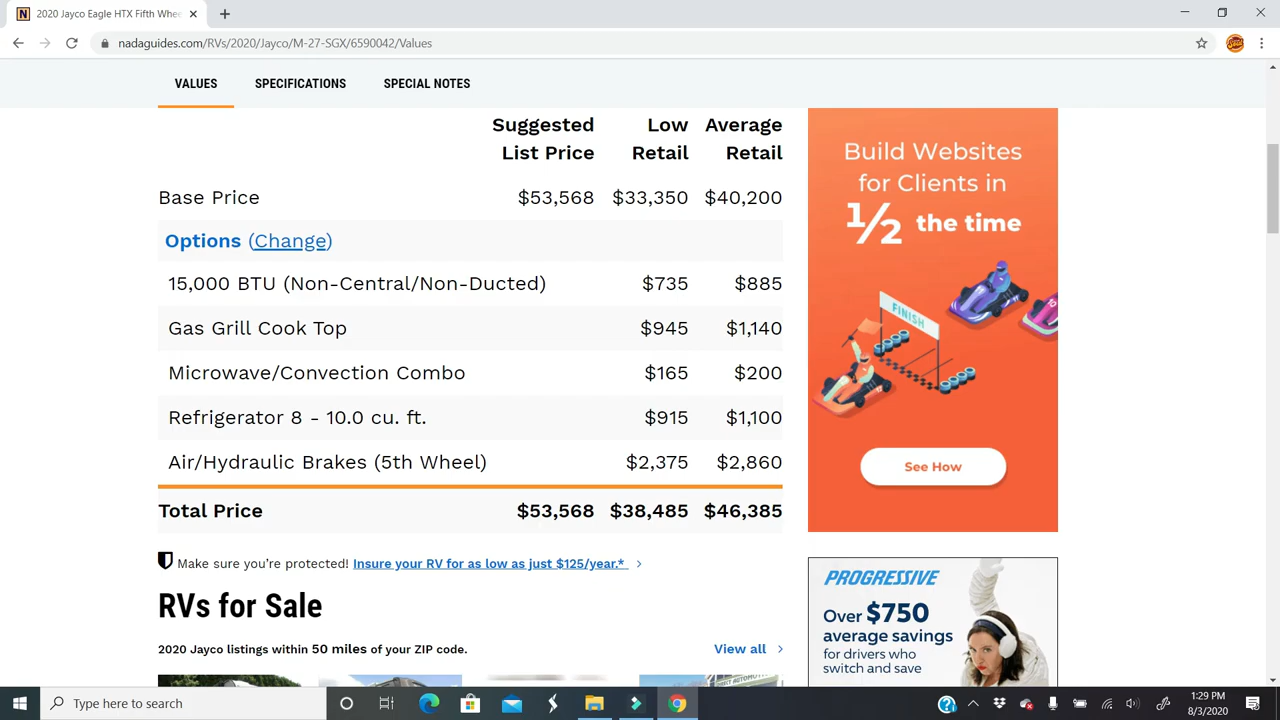 2020 Jayco Eagle HTX Fifth Whee
nadaguides.com/RVs/2020/Jayco/M-27-SGX/6590042/Values
VALUES SPECIFICATIONS SPECIAL NOTES
Suggested List Price Low Retail Average Retail
Base Price $53,568 $33,350 $40,200
Options (Change)
15,000 BTU (Non-Central/Non-Ducted) $735 $885
Gas Grill Cook Top $945 $1,140
Microwave/Convection Combo $165 $200
Refrigerator 8 - 10.0 cu. ft. $915 $1,100
Air/Hydraulic Brakes (5th Wheel) $2,375 $2,860
Total Price $53,568 $38,485 $46,385
Make sure you're protected! Insure your RV for as low as just $125/year.*
RVs for Sale
2020 Jayco listings within 50 miles of your ZIP code. View all
Build Websites
for Clients in
1/2 the time
FINISH
See How
PROGRESSIVE
Over $750
average savings
for drivers who
switch and save
Type here to search
1:29 PM
8/3/2020